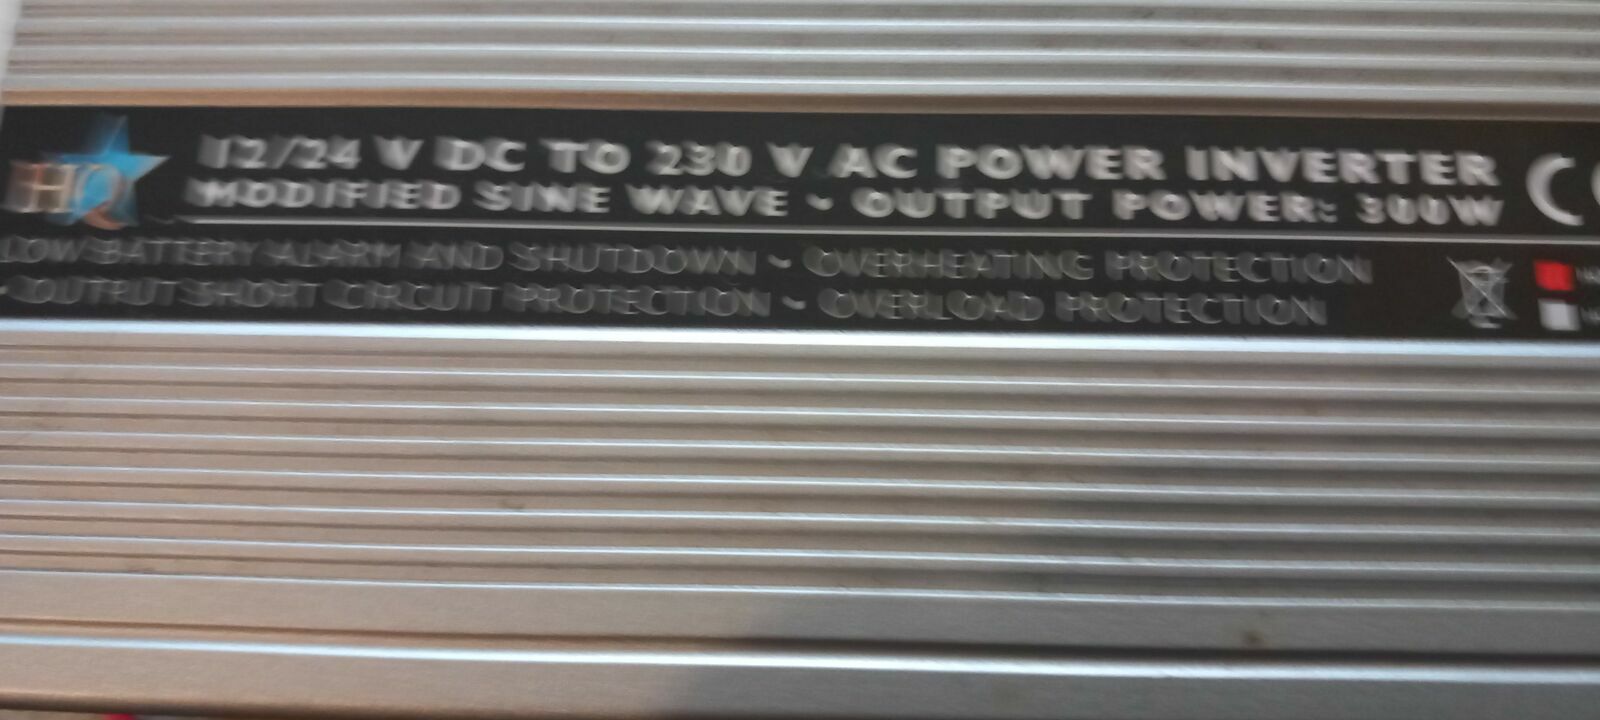 HQ
12/24 V DC TO 230 V AC POWER INVERTER
MODIFIED SINE WAVE - OUTPUT POWER: 300W
LOW BATTERY ALARM AND SHUTDOWN - OVERHEATING PROTECTION
- OUTPUT SHORT CIRCUIT PROTECTION - OVERLOAD PROTECTION